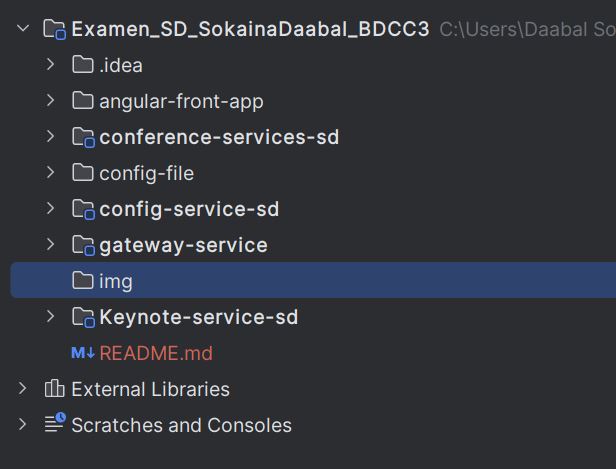 Examen_SD_SokainaDaabal_BDCC3 C:\Users\Daabal So
.idea
angular-front-app
conference-services-sd
config-file
config-service-sd
gateway-service
img
Keynote-service-sd
M↓ README.md
External Libraries
Scratches and Consoles